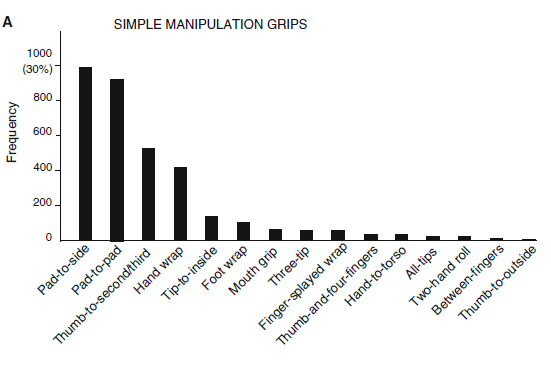 A
SIMPLE MANIPULATION GRIPS
Frequency
1000
(30%)
800
600
400
200
0
Pad-to-side
Pad-to-pad
Thumb-to-second/third
Hand wrap
Tip-to-inside
Foot wrap
Mouth grip
Three-tip
Finger-splayed wrap
Thumb-and-four-fingers
Hand-to-torso
All-tips
Two-hand roll
Between-fingers
Thumb-to-outside